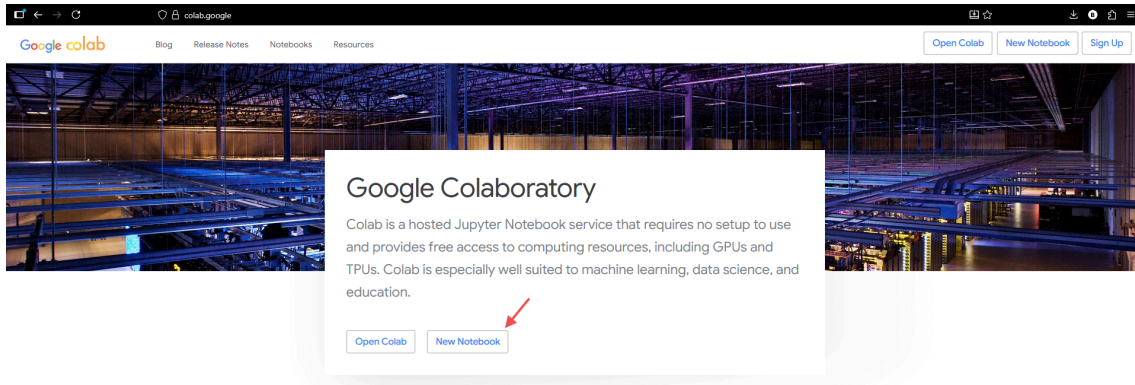 colab.google
Google colab Blog Release Notes Notebooks Resources Open Colab New Notebook Sign Up
Google Colaboratory
Colab is a hosted Jupyter Notebook service that requires no setup to use
and provides free access to computing resources, including GPUs and
TPUs. Colab is especially well suited to machine learning, data science, and
education.
Open Colab New Notebook